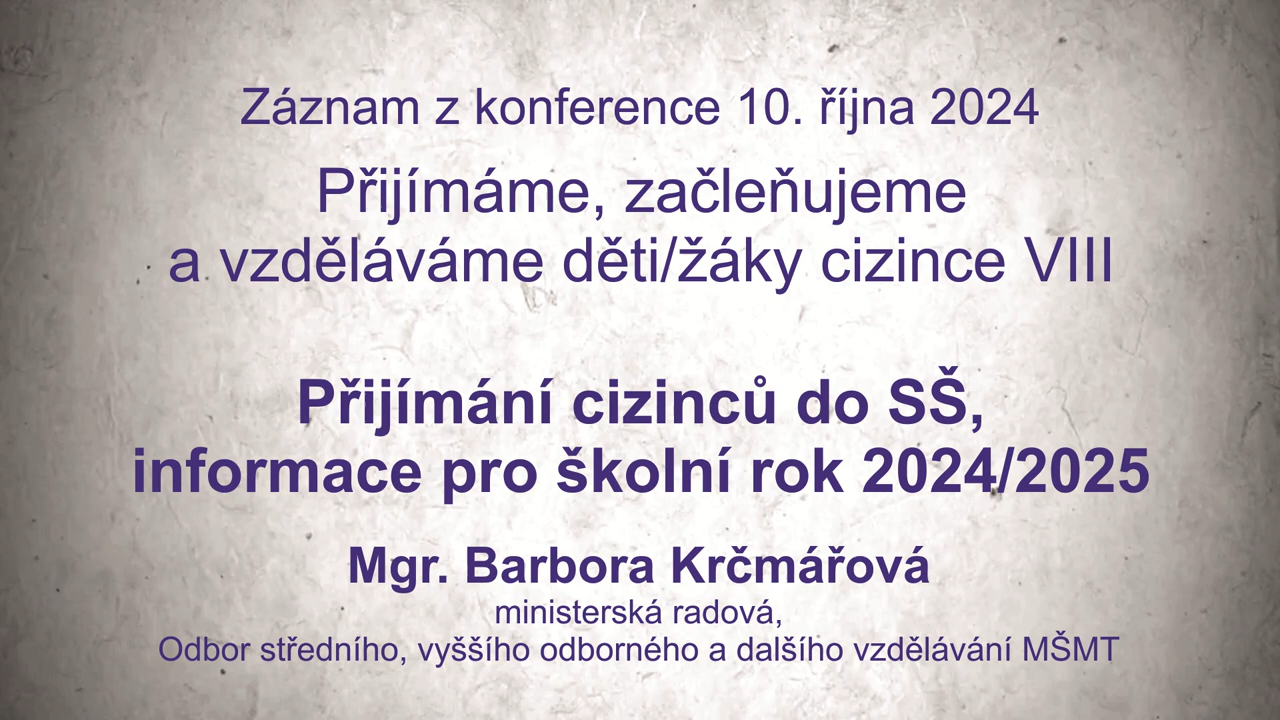 Záznam z konference 10. října 2024
Přijímáme, začleňujeme
a vzděláváme děti/žáky cizince VIII
Přijímání cizinců do SŠ,
informace pro školní rok 2024/2025
Mgr. Barbora Krčmářová
ministerská radová,
Odbor středního, vyššího odborného a dalšího vzdělávání MŠMT